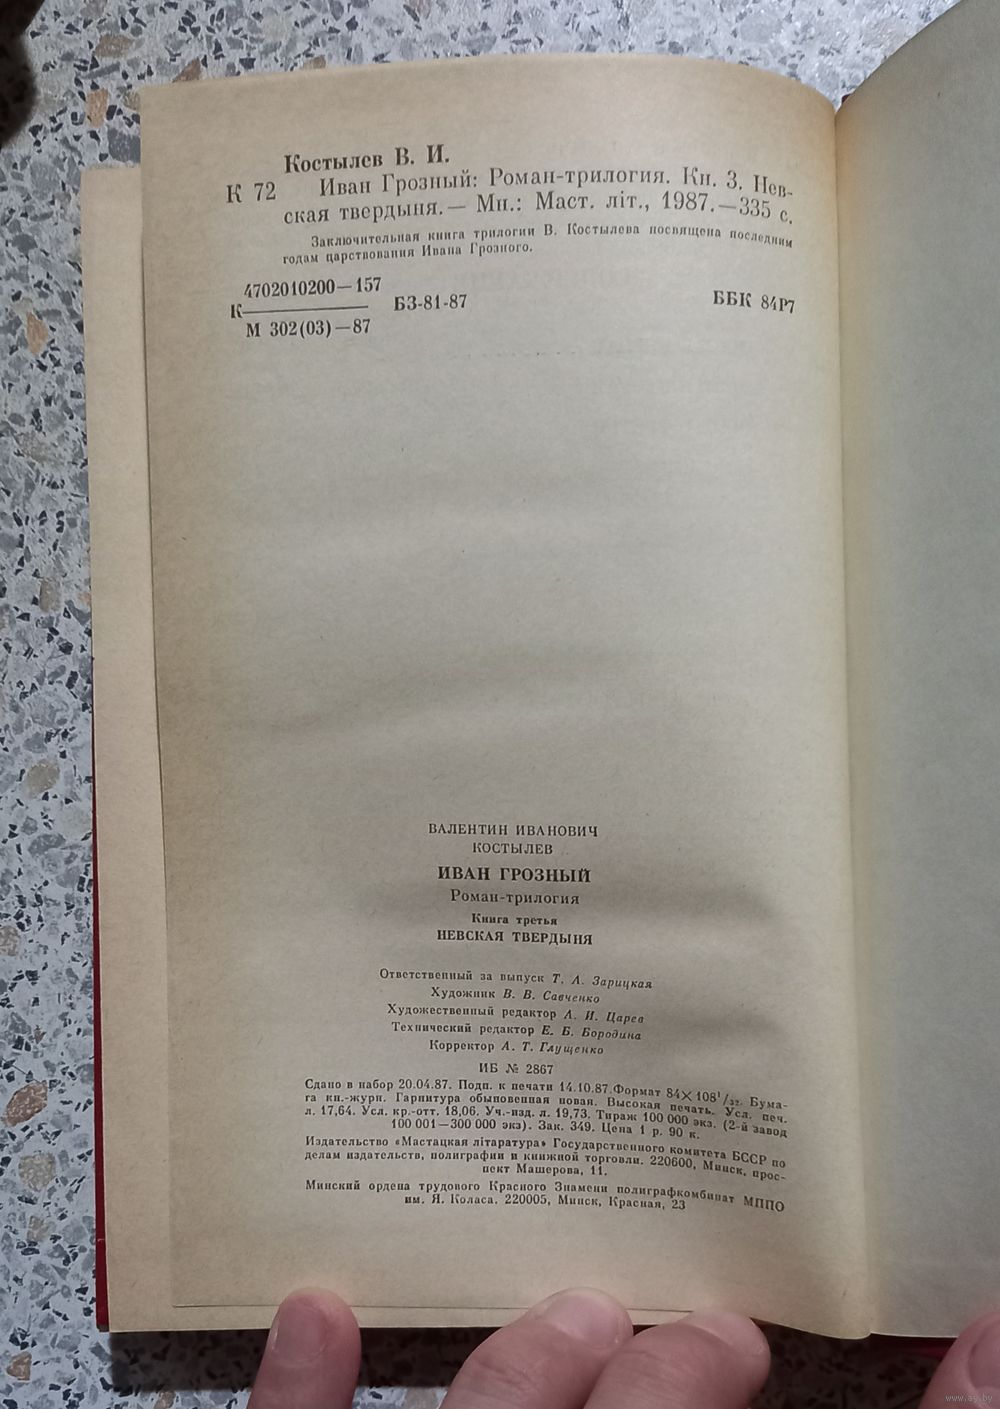 Костылев В. И.
К 72 Иван Грозный: Роман-трилогия. Кн. 3. Нев-
ская твердыня.— Мн.: Маст. літ., 1987.—335 с.
Заключительная книга трилогии В. Костылева посвящена последним
годам царствования Ивана Грозного.
4702010200—157
К БЗ-81-87 ББК 84Р7
М 302(03)—87
ВАЛЕНТИН ИВАНОВИЧ
КОСТЫЛЕВ
ИВАН ГРОЗНЫЙ
Роман-трилогия
Книга третья
НЕВСКАЯ ТВЕРДЫНЯ
Ответственный за выпуск Т. А. Зарицкая
Художник В. В. Савченко
Художественный редактор А. И. Царев
Технический редактор Е. Б. Бородина
Корректор А. Т. Глущенко
ИБ № 2867
Сдано в набор 20.04.87. Подп. к печати 14.10.87. Формат 84×108¹/₃₂. Бума-
га кн.-журн. Гарнитура обыкновенная новая. Высокая печать. Усл. печ.
л. 17,64. Усл. кр.-отт. 18,06. Уч.-изд. л. 19,73. Тираж 100 000 экз. (2-й завод
100 001—300 000 экз). Зак. 349. Цена 1 р. 90 к.
Издательство «Мастацкая літаратура» Государственного комитета БССР по
делам издательств, полиграфии и книжной торговли. 220600, Минск, прос-
пект Машерова, 11.
Минский ордена трудового Красного Знамени полиграфкомбинат МППО
им. Я. Коласа. 220005, Минск, Красная, 23
www.ay.by